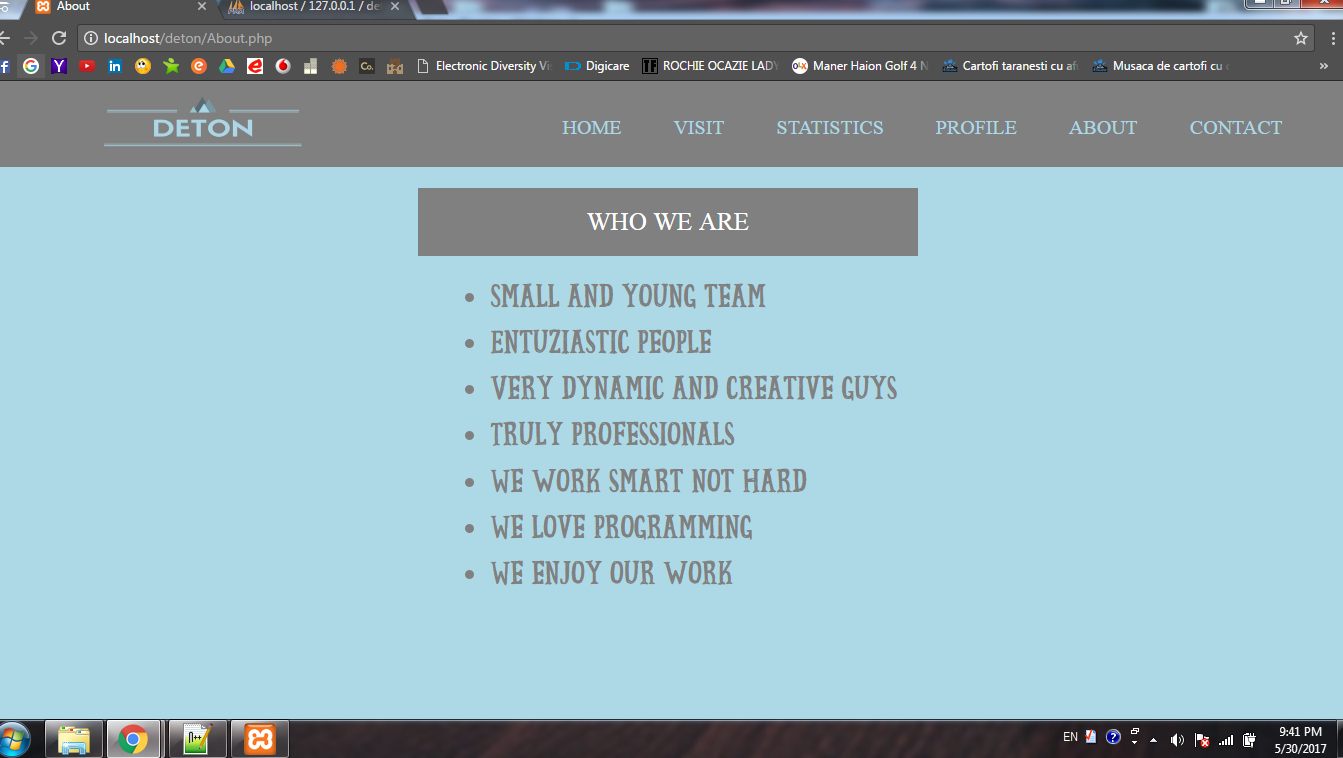 About
localhost / 127.0.0.1 / de
localhost/deton/About.php
Electronic Diversity Vi
Digicare
ROCHIE OCAZIE LADY
Maner Haion Golf 4 N
Cartofi taranesti cu af
Musaca de cartofi cu
»
DETON
HOME
VISIT
STATISTICS
PROFILE
ABOUT
CONTACT
WHO WE ARE
• SMALL AND YOUNG TEAM
• ENTUZIASTIC PEOPLE
• VERY DYNAMIC AND CREATIVE GUYS
• TRULY PROFESSIONALS
• WE WORK SMART NOT HARD
• WE LOVE PROGRAMMING
• WE ENJOY OUR WORK
EN
9:41 PM
5/30/2017